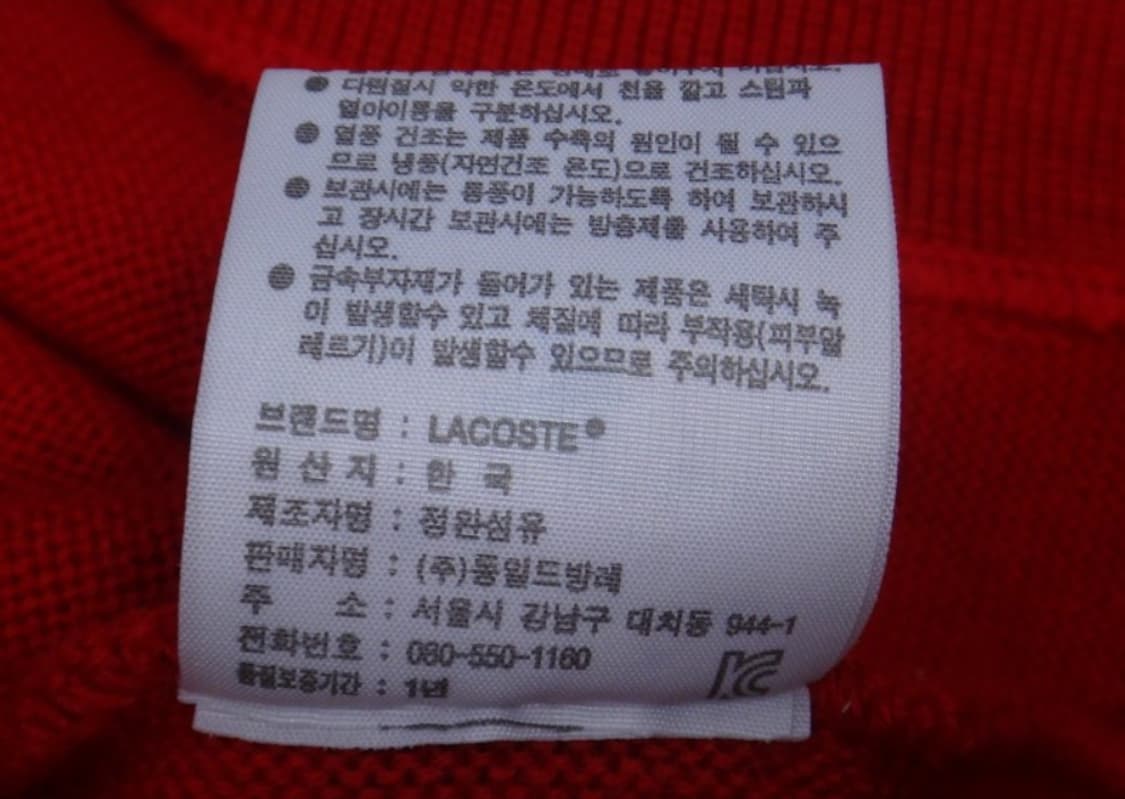 ● 다림질시 약한 온도에서 천을 깔고 스팀과
열아이롱을 구분하십시오.
● 열풍 건조는 제품 수축의 원인이 될 수 있으
므로 냉풍(자연건조 온도)으로 건조하십시오.
● 보관시에는 통풍이 가능하도록 하여 보관하시
고 장시간 보관시에는 방충제를 사용하여 주
십시오.
● 금속부자재가 들어가 있는 제품은 세탁시 녹
이 발생할수 있고 체질에 따라 부작용(피부알
레르기)이 발생할수 있으므로 주의하십시오.
브랜드명 : LACOSTE®
원 산 지 : 한 국
제조자명 : 정완섬유
판매자명 : (주)동일드방레
주 소 : 서울시 강남구 대치동 944-1
전화번호 : 080-550-1160
품질보증기간 : 1년
KC